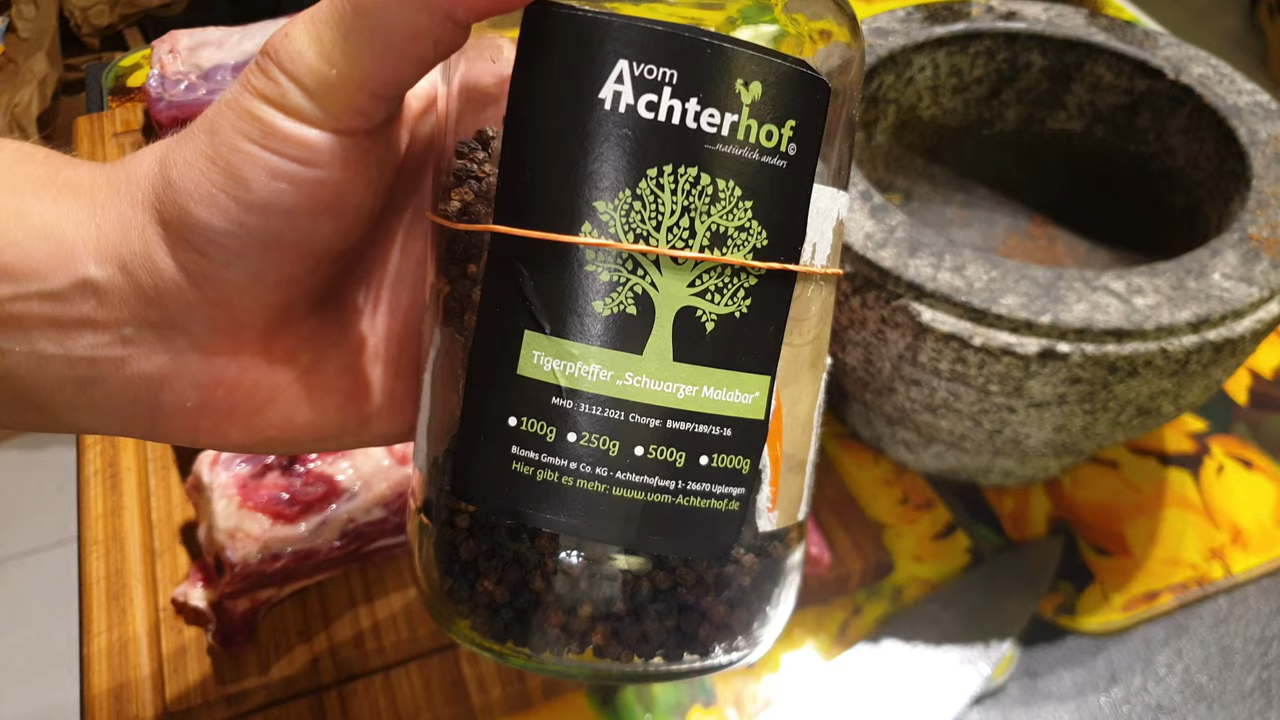 vom
Achterhof©
.....natürlich anders
Tigerpfeffer „Schwarzer Malabar"
MHD : 31.12.2021 Charge: BWBP/189/15-16
100g 250g 500g 1000g
Blanks GmbH & Co. KG - Achterhofweg 1- 26670 Uplengen
Hier gibt es mehr: www.vom-Achterhof.de